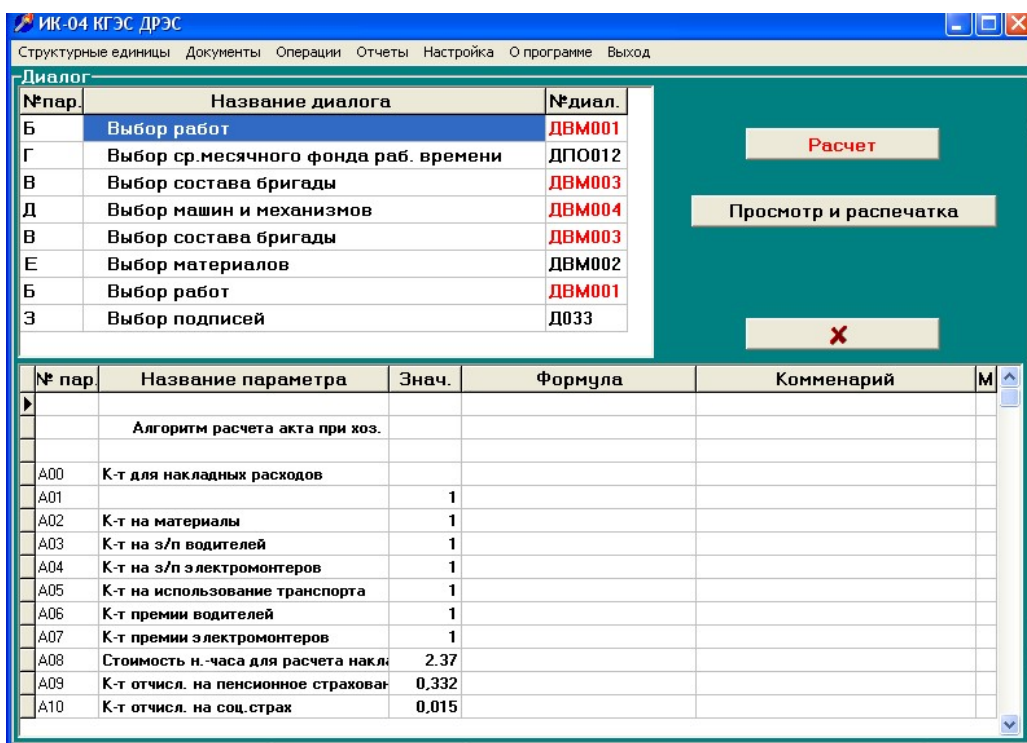 ИК-04 КГЭС ДРЭС
Структурные единицы Документы Операции Отчеты Настройка О программе Выход
Диалог
№пар. Название диалога №диал.
Б Выбор работ ДВМ001
Г Выбор ср.месячного фонда раб. времени ДПО012
В Выбор состава бригады ДВМ003
Д Выбор машин и механизмов ДВМ004
В Выбор состава бригады ДВМ003
Е Выбор материалов ДВМ002
Б Выбор работ ДВМ001
З Выбор подписей Д033
Расчет
Просмотр и распечатка
№ пар. Название параметра Знач. Формула Комменарий М
Алгоритм расчета акта при хоз.
А00 К-т для накладных расходов
А01 1
А02 К-т на материалы 1
А03 К-т на з/п водителей 1
А04 К-т на з/п электромонтеров 1
А05 К-т на использование транспорта 1
А06 К-т премии водителей 1
А07 К-т премии электромонтеров 1
А08 Стоимость н.-часа для расчета накла 2.37
А09 К-т отчисл. на пенсионное страхован 0,332
А10 К-т отчисл. на соц.страх 0,015